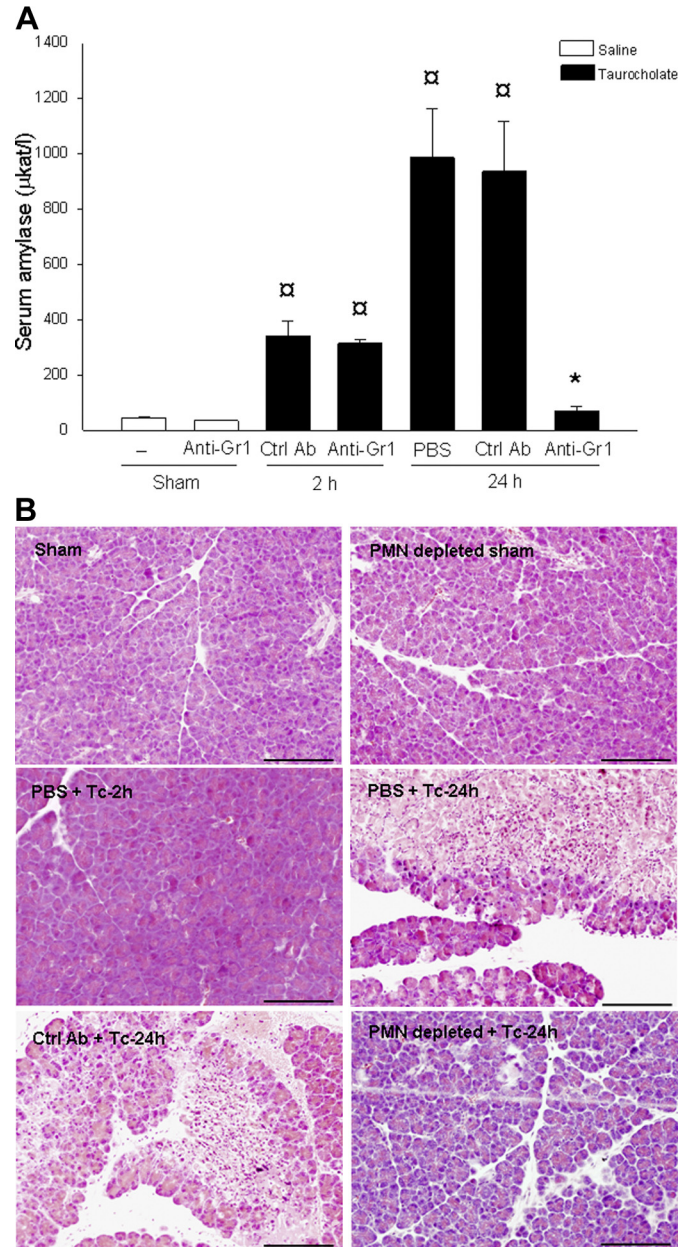 A
Serum amylase (µkat/l)
1400
1200
1000
800
600
400
200
0
Saline
Taurocholate
¤
¤
¤
¤
*
– Anti-Gr1 Ctrl Ab Anti-Gr1 PBS Ctrl Ab Anti-Gr1
Sham 2 h 24 h
B
Sham
PMN depleted sham
PBS + Tc-2h
PBS + Tc-24h
Ctrl Ab + Tc-24h
PMN depleted + Tc-24h